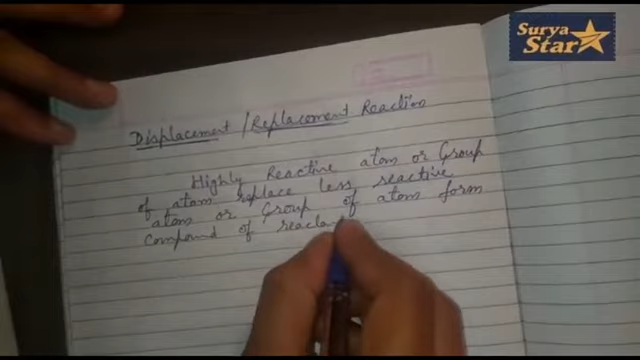 Surya
Star
Displacement / Replacement Reaction
Highly Reactive atom or Group
of atom replace less reactive
atom or Group of atom form
compound of reactant